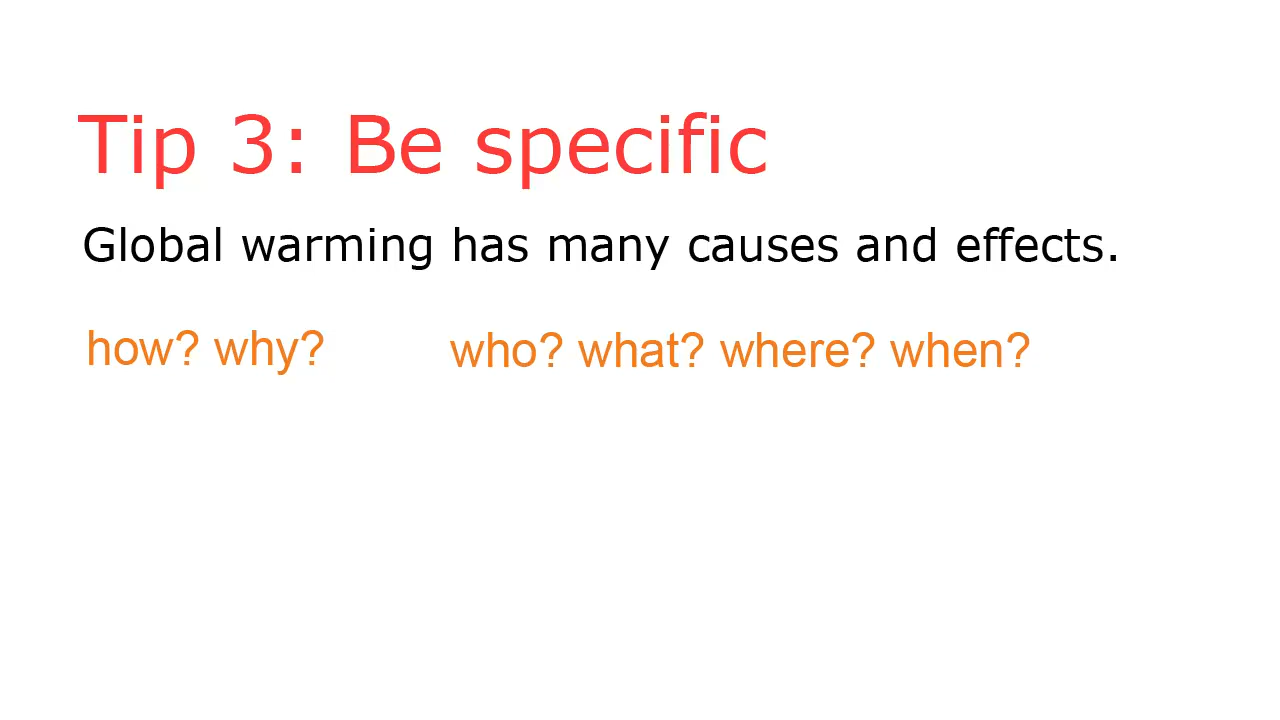 Tip 3: Be specific
Global warming has many causes and effects.
how? why? who? what? where? when?